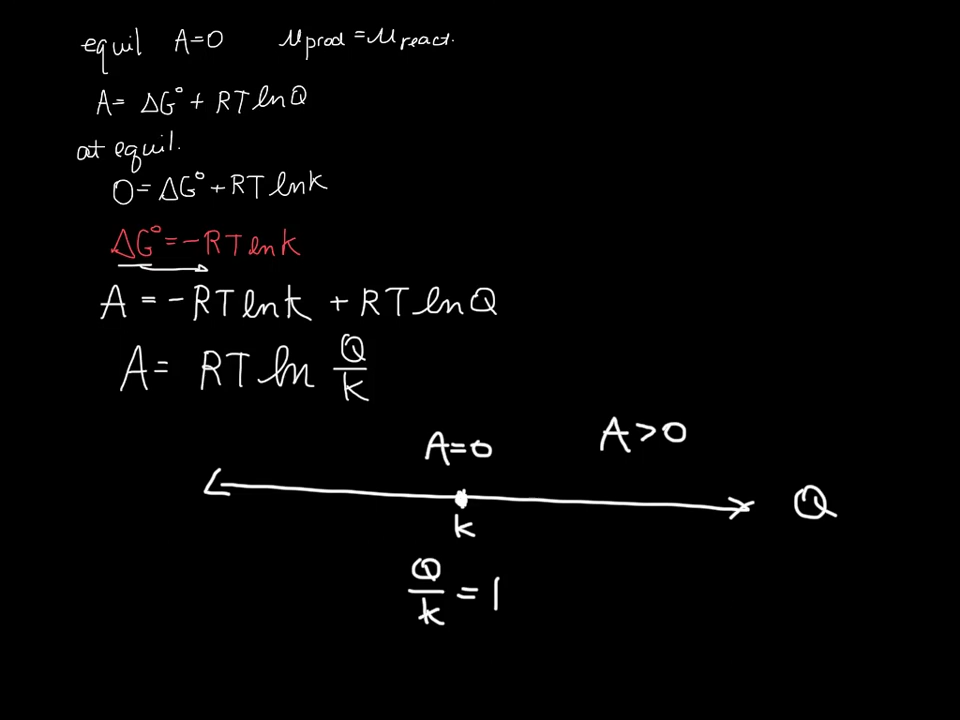 equil A=0 μprod = μreact.
A= ΔG° + RT ln Q
at equil.
0= ΔG° + RT ln k
ΔG° = -RT ln k
A = -RT ln k + RT ln Q
A= RT ln Q/k
A=0 A>0
Q
k
Q/k = 1